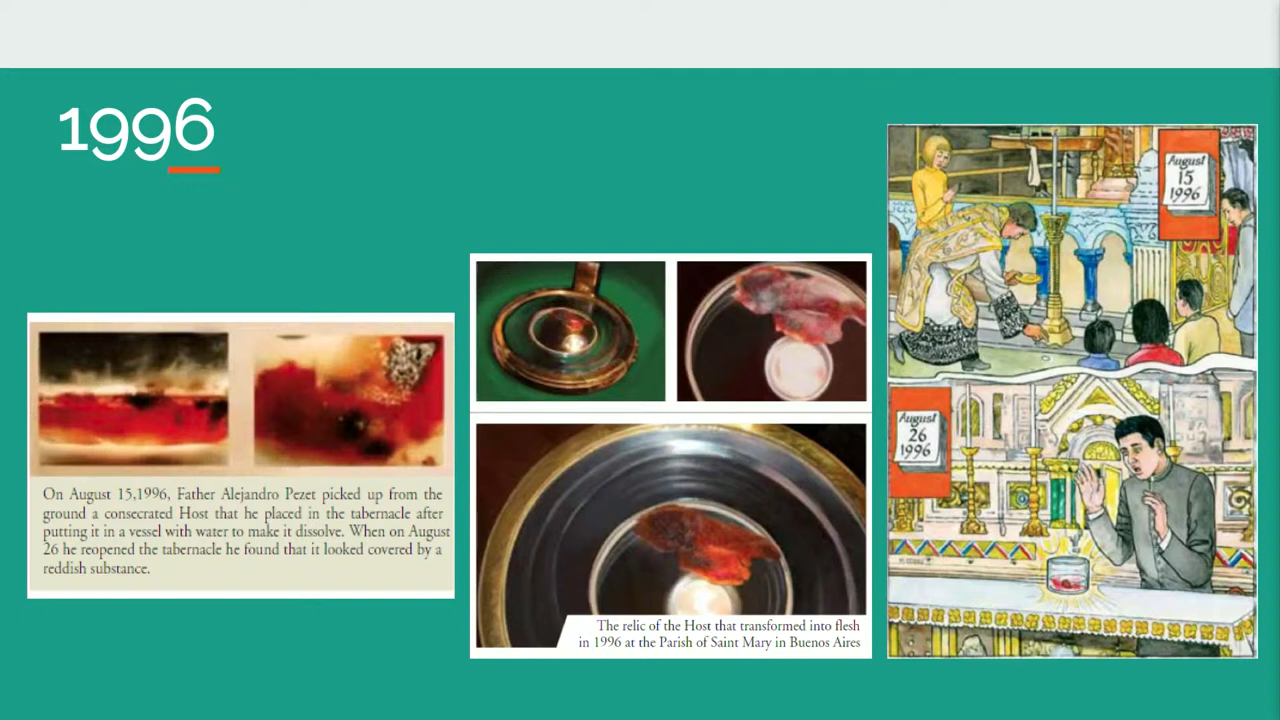 1996
On August 15,1996, Father Alejandro Pezet picked up from the
ground a consecrated Host that he placed in the tabernacle after
putting it in a vessel with water to make it dissolve. When on August
26 he reopened the tabernacle he found that it looked covered by a
reddish substance.
The relic of the Host that transformed into flesh
in 1996 at the Parish of Saint Mary in Buenos Aires
August
15
1996
August
26
1996